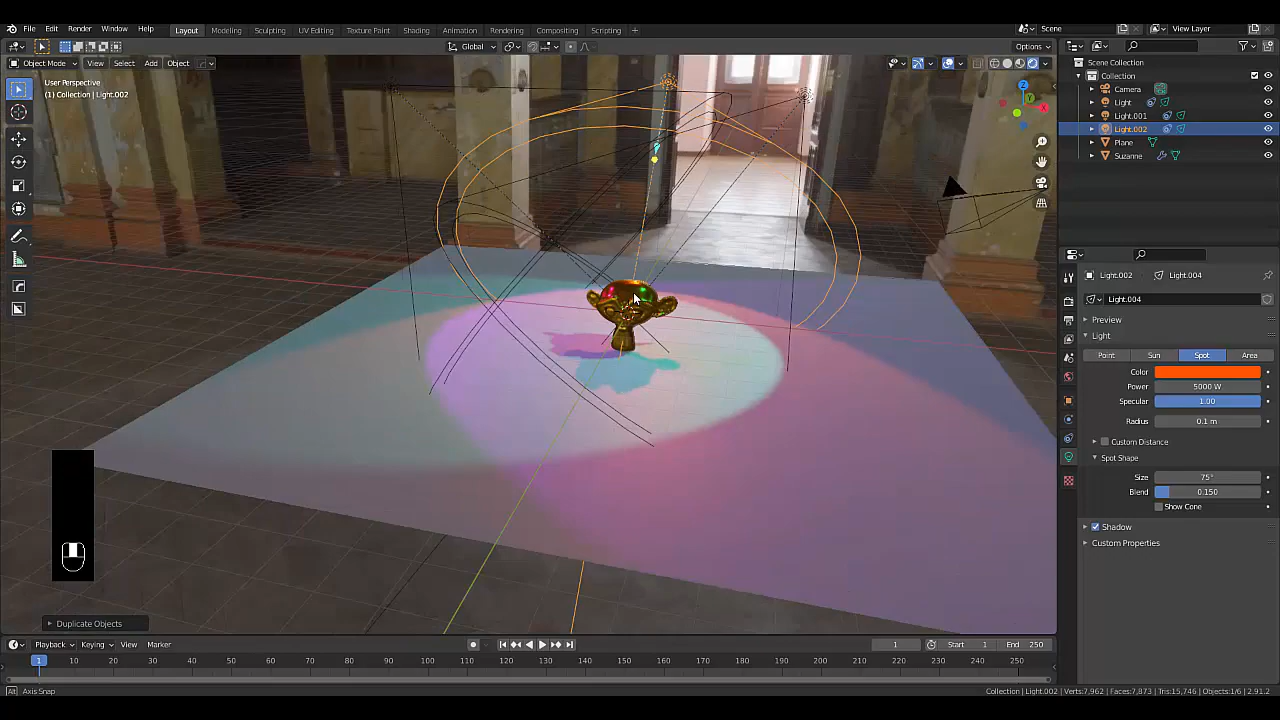 File Edit Render Window Help Layout Modeling Sculpting UV Editing Texture Paint Shading Animation Rendering Compositing Scripting + Scene View Layer
Global Options
Object Mode View Select Add Object
User Perspective
(1) Collection | Light.002
Scene Collection
Collection
Camera
Light
Light.001
Light.002
Plane
Suzanne
Light.002 Light.004
Light.004
Preview
Light
Point Sun Spot Area
Color
Power 5000 W
Specular 1.00
Radius 0.1 m
Custom Distance
Spot Shape
Size 75°
Blend 0.150
Show Cone
Shadow
Custom Properties
Duplicate Objects
Playback Keying View Marker 1 Start 1 End 250
1 10 20 30 40 50 60 70 80 90 100 110 120 130 140 150 160 170 180 190 200 210 220 230 240 250
Alt Axis Snap Collection | Light.002 | Verts:7,962 | Faces:7,873 | Tris:15,746 | Objects:1/6 | 2.91.2